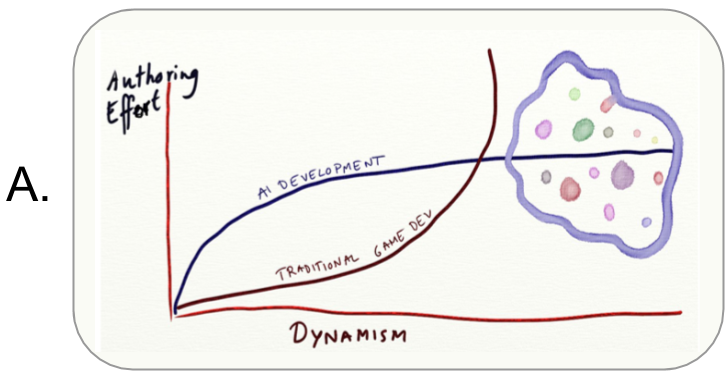 A.
Authoring
Effort
AI DEVELOPMENT
TRADITIONAL GAME DEV
DYNAMISM